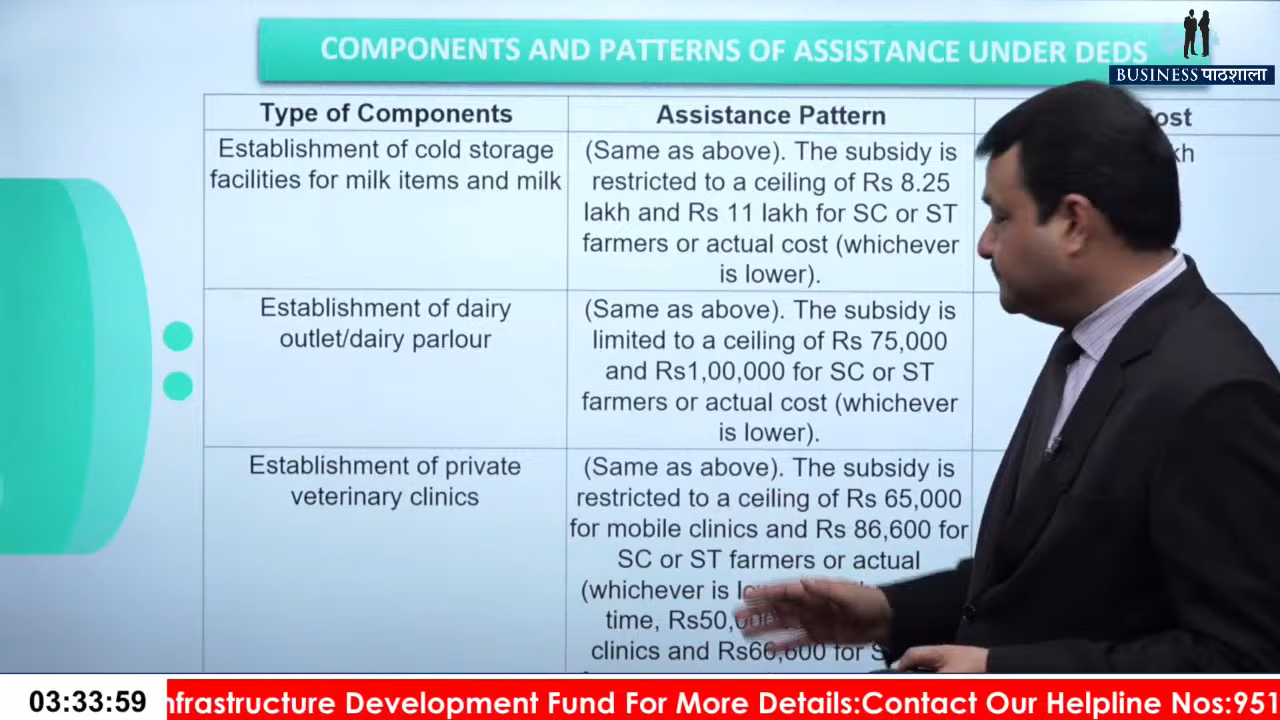 COMPONENTS AND PATTERNS OF ASSISTANCE UNDER DEDS
BUSINESS पाठशाला
Type of Components
Assistance Pattern
Establishment of cold storage
facilities for milk items and milk
(Same as above). The subsidy is
restricted to a ceiling of Rs 8.25
lakh and Rs 11 lakh for SC or ST
farmers or actual cost (whichever
is lower).
Establishment of dairy
outlet/dairy parlour
(Same as above). The subsidy is
limited to a ceiling of Rs 75,000
and Rs1,00,000 for SC or ST
farmers or actual cost (whichever
is lower).
Establishment of private
veterinary clinics
(Same as above). The subsidy is
restricted to a ceiling of Rs 65,000
for mobile clinics and Rs 86,600 for
SC or ST farmers or actual
(whichever is
time,
clinics and Rs66,600 for
03:33:59
nfrastructure Development Fund For More Details:Contact Our Helpline Nos:951